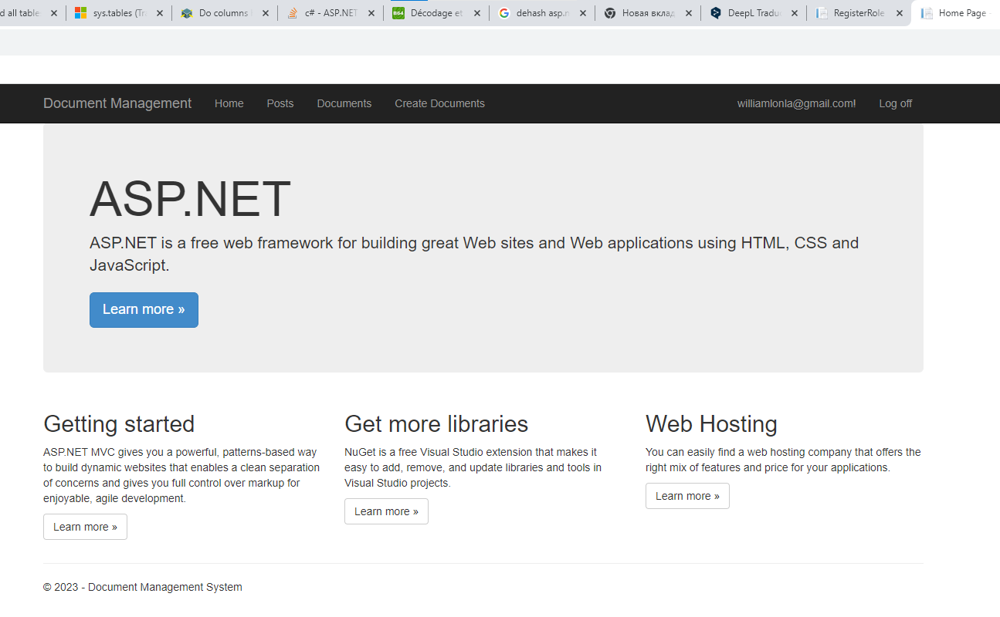 d all table
sys.tables (Tra
Do columns
c# - ASP.NET
B64 Décodage et
dehash asp.n
Новая вклад
DeepL Tradu
RegisterRole
Home Page -
Document Management Home Posts Documents Create Documents williamlonla@gmail.com! Log off
ASP.NET
ASP.NET is a free web framework for building great Web sites and Web applications using HTML, CSS and
JavaScript.
Learn more »
Getting started
ASP.NET MVC gives you a powerful, patterns-based way
to build dynamic websites that enables a clean separation
of concerns and gives you full control over markup for
enjoyable, agile development.
Learn more »
Get more libraries
NuGet is a free Visual Studio extension that makes it
easy to add, remove, and update libraries and tools in
Visual Studio projects.
Learn more »
Web Hosting
You can easily find a web hosting company that offers the
right mix of features and price for your applications.
Learn more »
© 2023 - Document Management System